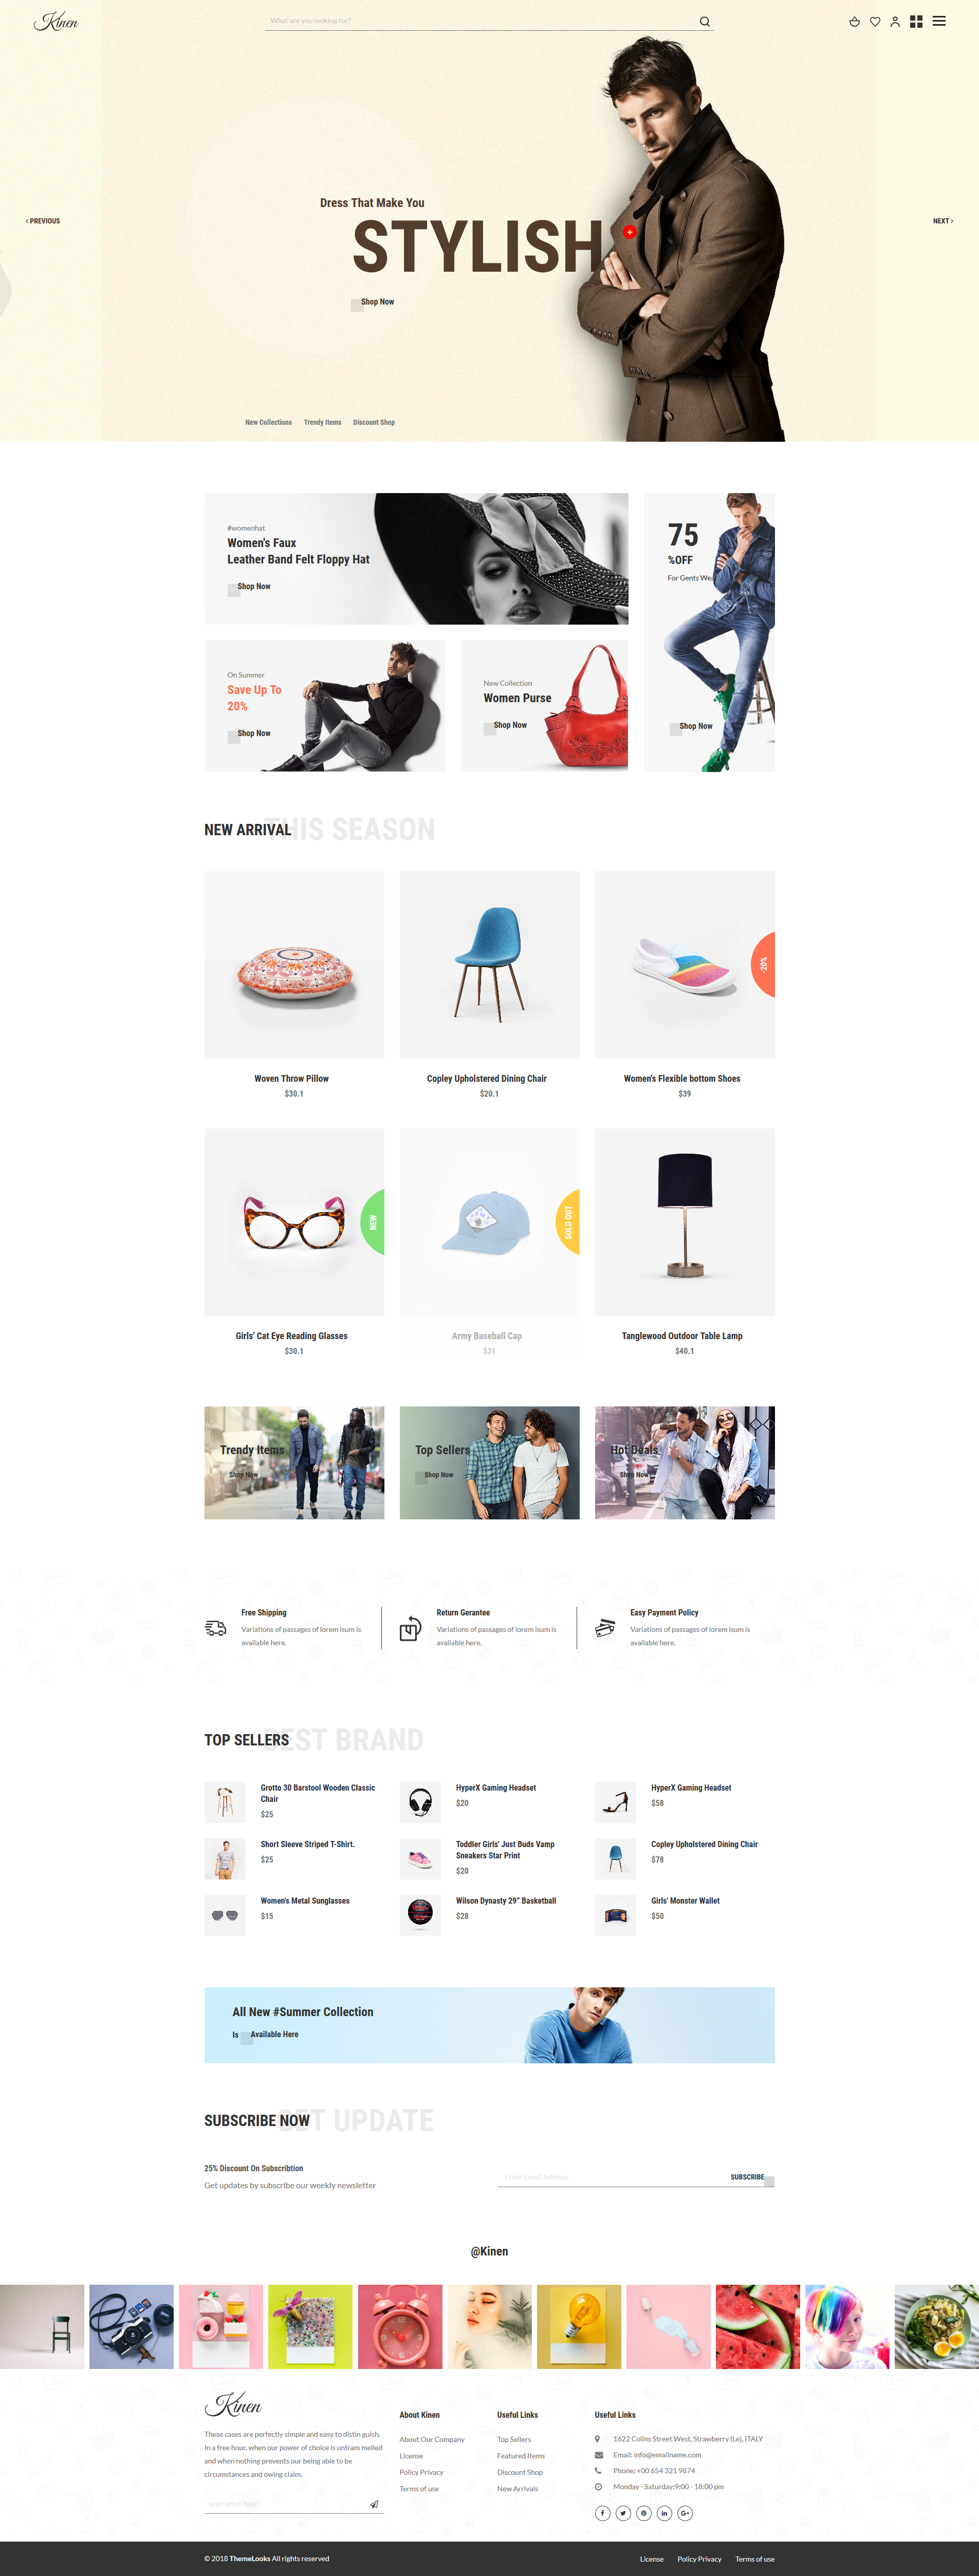 Kinen
What are you looking for?
‹ PREVIOUS
NEXT ›
Dress That Make You
STYLISH
Shop Now
New Collections Trendy Items Discount Shop
#womenhat
Women's Faux
Leather Band Felt Floppy Hat
Shop Now
75
%OFF
For Gents Wear
Shop Now
On Summer
Save Up To
20%
Shop Now
New Collection
Women Purse
Shop Now
THIS SEASON
NEW ARRIVAL
-20%
Woven Throw Pillow
$30.1
Copley Upholstered Dining Chair
$20.1
Women's Flexible bottom Shoes
$39
NEW
ARMY
SOLD OUT
Girls' Cat Eye Reading Glasses
$30.1
Army Baseball Cap
$31
Tanglewood Outdoor Table Lamp
$40.1
Trendy Items
Shop Now
Top Sellers
Shop Now
Hot Deals
Shop Now
Free Shipping
Variations of passages of lorem isum is
available here.
Return Gerantee
Variations of passages of lorem isum is
available here.
Easy Payment Policy
Variations of passages of lorem isum is
available here.
BEST BRAND
TOP SELLERS
Grotto 30 Barstool Wooden Classic
Chair
$25
HyperX Gaming Headset
$20
HyperX Gaming Headset
$58
Short Sleeve Striped T-Shirt.
$25
Toddler Girls' Just Buds Vamp
Sneakers Star Print
$20
Copley Upholstered Dining Chair
$78
Women's Metal Sunglasses
$15
Wilson Dynasty 29" Basketball
$28
Girls' Monster Wallet
$50
All New #Summer Collection
Is Available Here
GET UPDATE
SUBSCRIBE NOW
25% Discount On Subscribtion
Get updates by subscribe our weekly newsletter
Enter Email Address
SUBSCRIBE
@Kinen
Kinen
These cases are perfectly simple and easy to distin guish.
In a free hour, when our power of choice is untram melled
and when nothing prevents our being able to be
circumstances and owing claim.
your email hear
About Kinen
About Our Company
License
Policy Privacy
Terms of use
Useful Links
Top Sellers
Featured Items
Discount Shop
New Arrivals
Useful Links
1622 Colins Street West, Strawberry (Le), ITALY
Email: info@emailname.com
Phone: +00 654 321 9874
Monday - Saturday:9:00 - 18:00 pm
© 2018 ThemeLooks All rights reserved
License Policy Privacy Terms of use